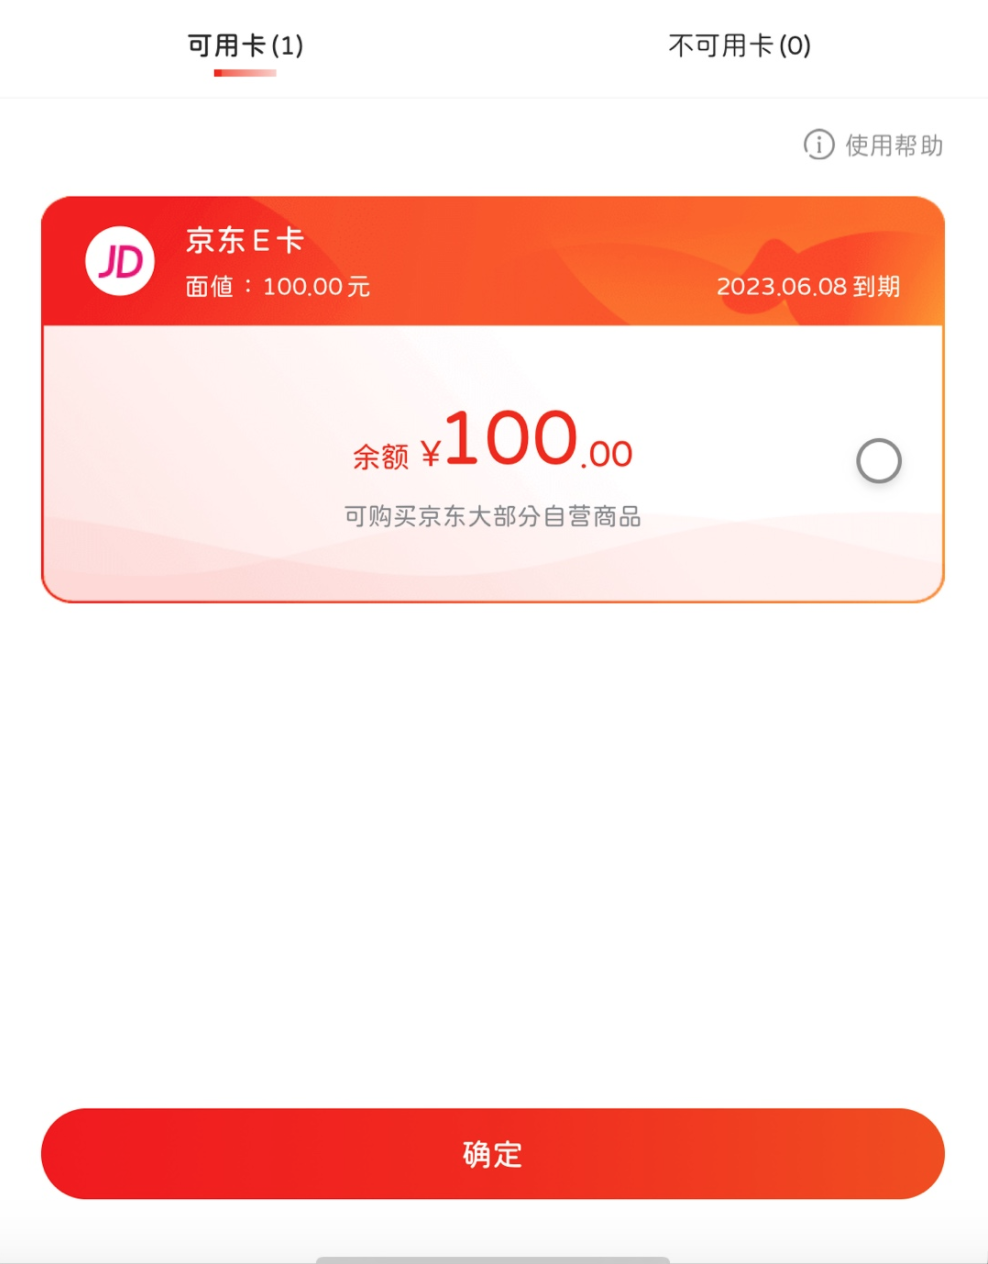 可用卡(1)
不可用卡(0)
使用帮助
JD
京东E卡
面值：100.00元
2023.06.08到期
余额 ¥100.00
可购买京东大部分自营商品
确定